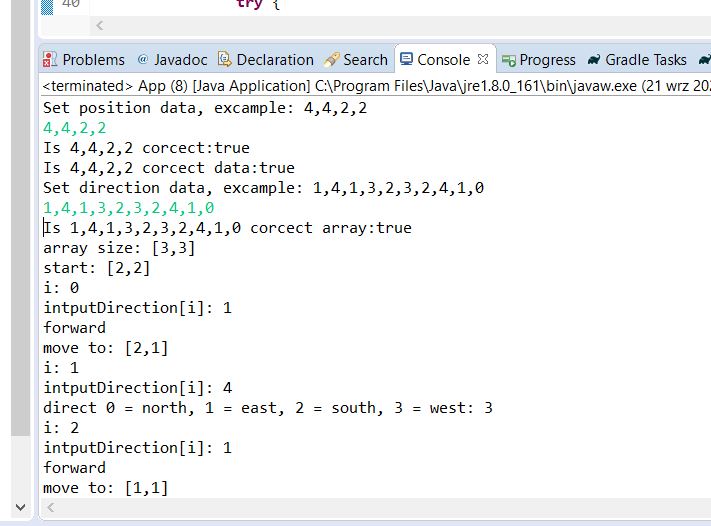 40 try {
Problems @ Javadoc Declaration Search Console Progress Gradle Tasks
<terminated> App (8) [Java Application] C:\Program Files\Java\jre1.8.0_161\bin\javaw.exe (21 wrz 202
Set position data, excample: 4,4,2,2
4,4,2,2
Is 4,4,2,2 corcect:true
Is 4,4,2,2 corcect data:true
Set direction data, excample: 1,4,1,3,2,3,2,4,1,0
1,4,1,3,2,3,2,4,1,0
Is 1,4,1,3,2,3,2,4,1,0 corcect array:true
array size: [3,3]
start: [2,2]
i: 0
intputDirection[i]: 1
forward
move to: [2,1]
i: 1
intputDirection[i]: 4
direct 0 = north, 1 = east, 2 = south, 3 = west: 3
i: 2
intputDirection[i]: 1
forward
move to: [1,1]